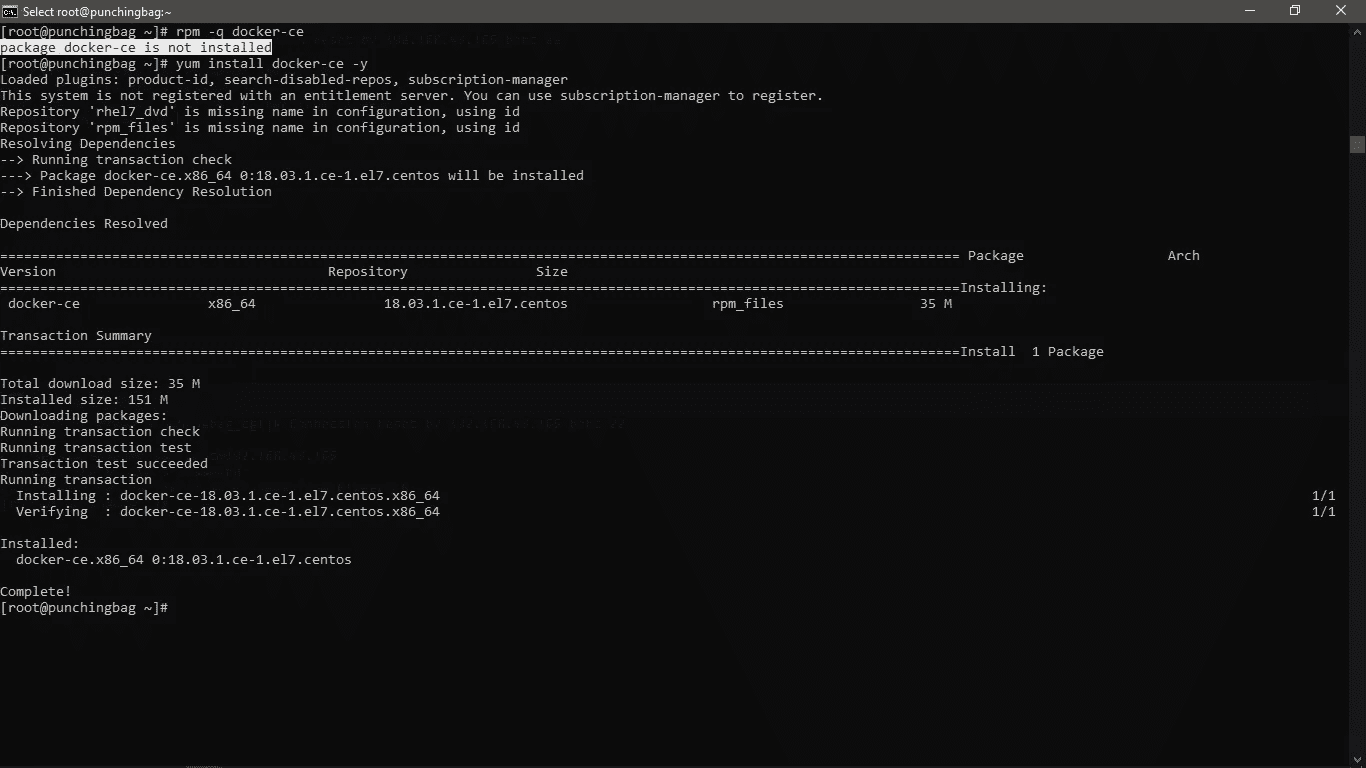 Select root@punchingbag:~
[root@punchingbag ~]# rpm -q docker-ce
package docker-ce is not installed
[root@punchingbag ~]# yum install docker-ce -y
Loaded plugins: product-id, search-disabled-repos, subscription-manager
This system is not registered with an entitlement server. You can use subscription-manager to register.
Repository 'rhel7_dvd' is missing name in configuration, using id
Repository 'rpm_files' is missing name in configuration, using id
Resolving Dependencies
--> Running transaction check
---> Package docker-ce.x86_64 0:18.03.1.ce-1.el7.centos will be installed
--> Finished Dependency Resolution
Dependencies Resolved
======================================================================================================================== Package                  Arch
Version                                  Repository                Size
========================================================================================================================Installing:
 docker-ce                x86_64                18.03.1.ce-1.el7.centos                  rpm_files                 35 M
Transaction Summary
========================================================================================================================Install  1 Package
Total download size: 35 M
Installed size: 151 M
Downloading packages:
Running transaction check
Running transaction test
Transaction test succeeded
Running transaction
  Installing : docker-ce-18.03.1.ce-1.el7.centos.x86_64 1/1
  Verifying  : docker-ce-18.03.1.ce-1.el7.centos.x86_64 1/1
Installed:
  docker-ce.x86_64 0:18.03.1.ce-1.el7.centos
Complete!
[root@punchingbag ~]#